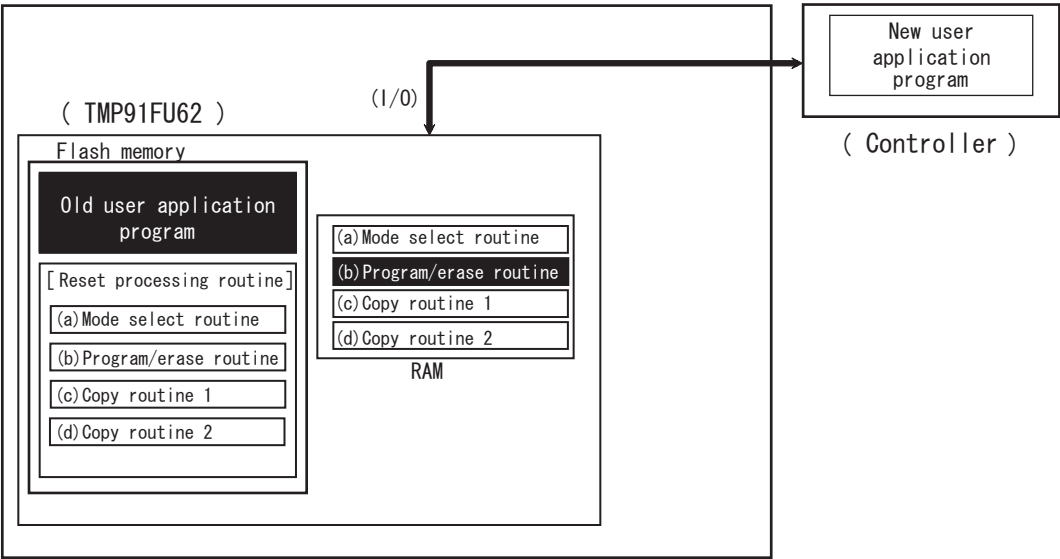 New user
application
program
( Controller )
(I/O)
( TMP91FU62 )
Flash memory
Old user application
program
[Reset processing routine]
(a)Mode select routine
(b)Program/erase routine
(c)Copy routine 1
(d)Copy routine 2
(a)Mode select routine
(b)Program/erase routine
(c)Copy routine 1
(d)Copy routine 2
RAM